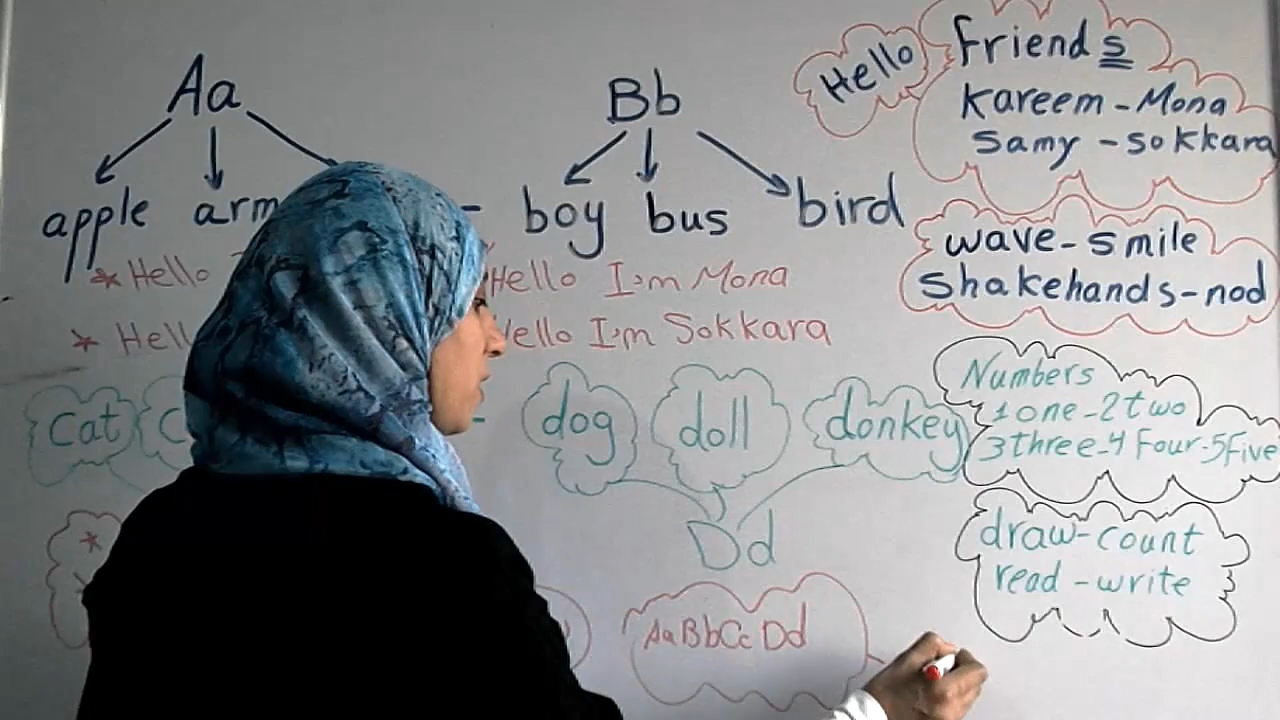 Aa
apple arm
Bb
boy bus bird
Hello
Friends
Kareem - Mona
Samy - Sokkara
wave - smile
Shakehands - nod
* Hello
Hello I'm Mona
* Hell
Hello I'm Sokkara
cat c
dog doll donkey
Dd
Numbers
1 one - 2 two
3 three - 4 Four - 5 Five
draw - count
read - write
AaBbCcDd